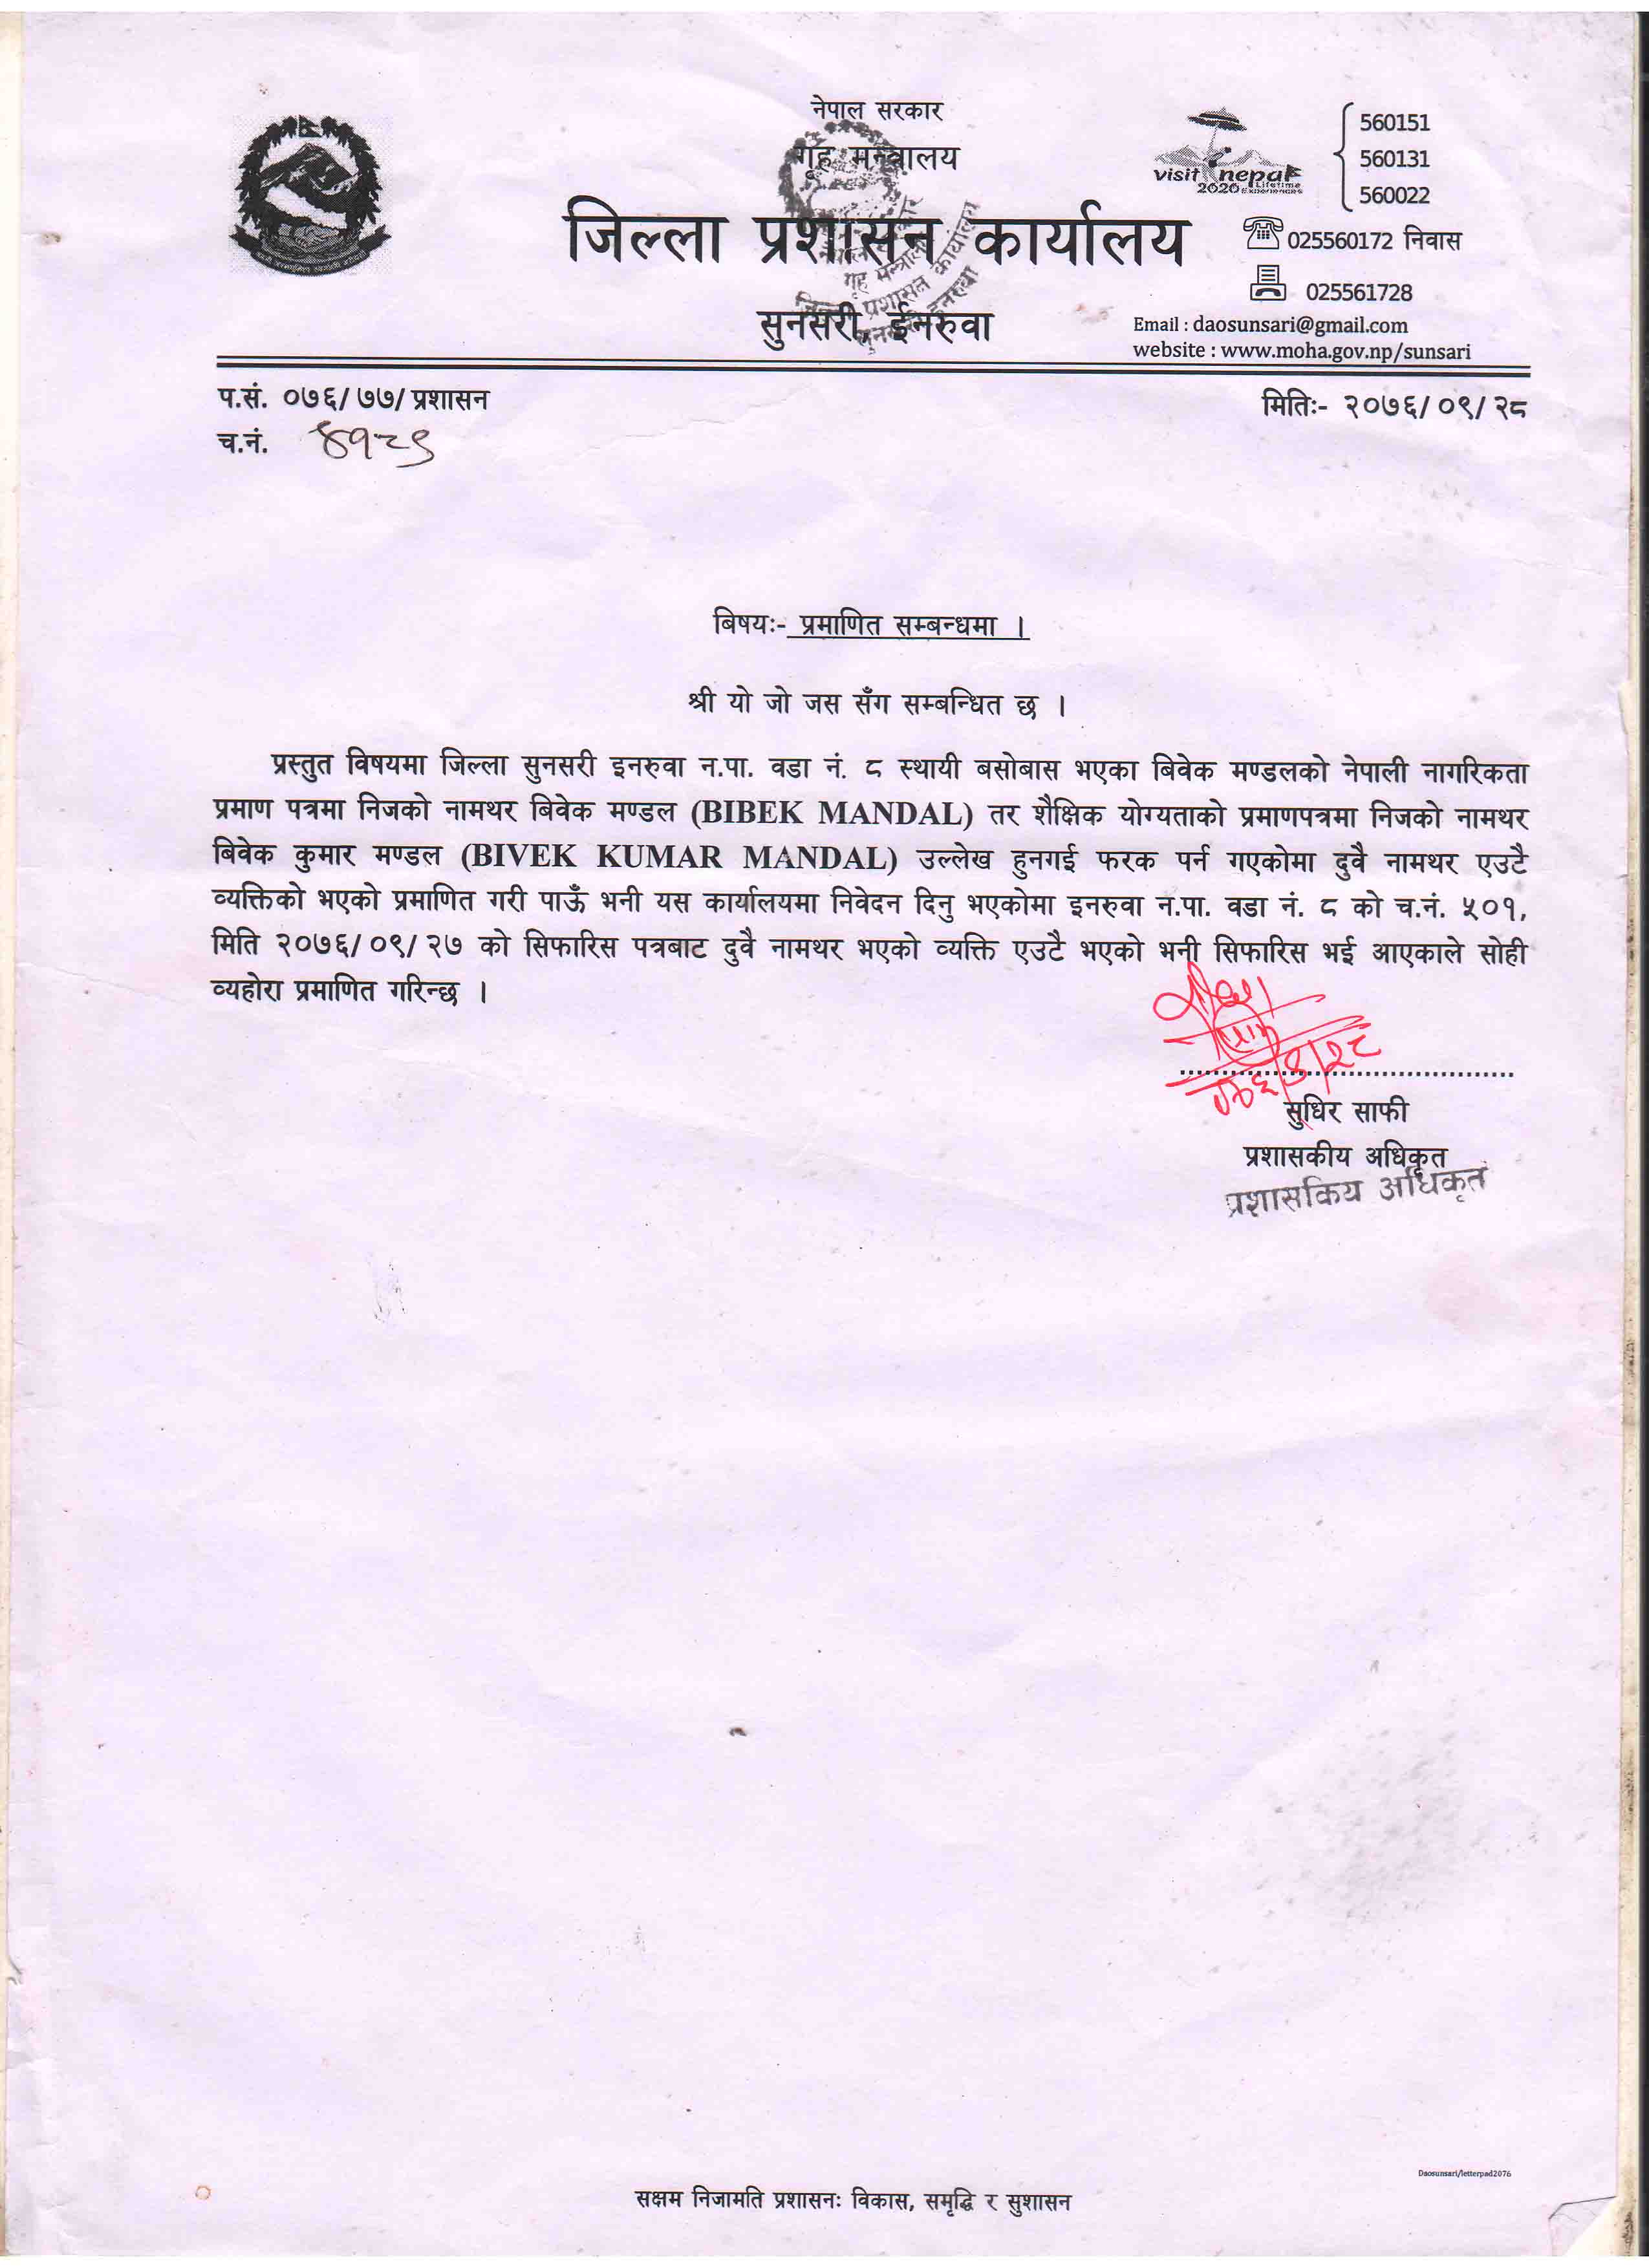 नेपाल सरकार
गृह मन्त्रालय
जिल्ला प्रशासन कार्यालय
सुनसरी, ईनरुवा
visit nepal
2020 Lifetime Experiences
560151
560131
560022
025560172 निवास
025561728
Email : daosunsari@gmail.com
website : www.moha.gov.np/sunsari
गृह मन्त्रालय
जिल्ला प्रशासन कार्यालय
प.सं. ०७६/७७/प्रशासन
मितिः- २०७६/०९/२८
च.नं. ४१२९
बिषयः- प्रमाणित सम्बन्धमा ।
श्री यो जो जस सँग सम्बन्धित छ ।
प्रस्तुत विषयमा जिल्ला सुनसरी इनरुवा न.पा. वडा नं. ८ स्थायी बसोबास भएका बिवेक मण्डलको नेपाली नागरिकता
प्रमाण पत्रमा निजको नामथर बिवेक मण्डल (BIBEK MANDAL) तर शैक्षिक योग्यताको प्रमाणपत्रमा निजको नामथर
बिवेक कुमार मण्डल (BIVEK KUMAR MANDAL) उल्लेख हुनगई फरक पर्न गएकोमा दुवै नामथर एउटै
व्यक्तिको भएको प्रमाणित गरी पाऊँ भनी यस कार्यालयमा निवेदन दिनु भएकोमा इनरुवा न.पा. वडा नं. ८ को च.नं. ५०१,
मिति २०७६/०९/२७ को सिफारिस पत्रबाट दुवै नामथर भएको व्यक्ति एउटै भएको भनी सिफारिस भई आएकाले सोही
व्यहोरा प्रमाणित गरिन्छ ।
सुधिर साफी
प्रशासकीय अधिकृत
प्रशासकिय अधिकृत
Daosunsari/letterpad2076
सक्षम निजामति प्रशासनः विकास, समृद्धि र सुशासन